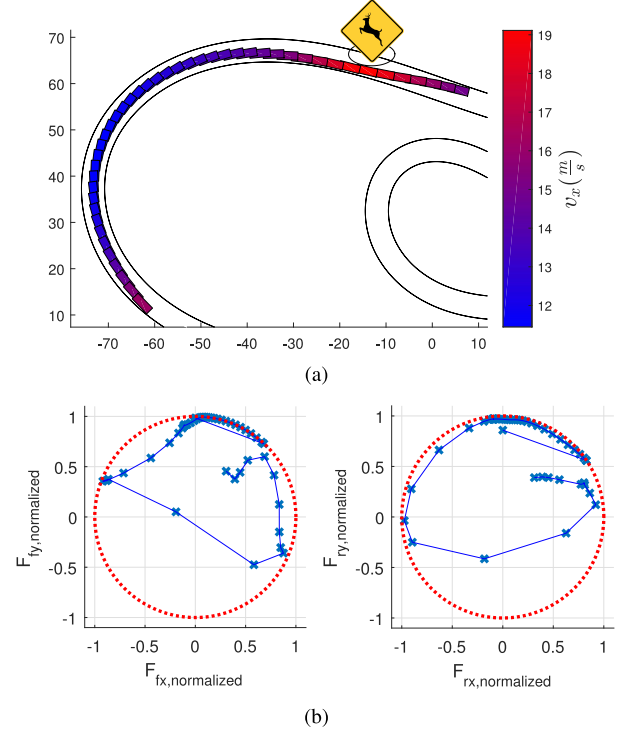 70
60
50
40
30
20
10
-70 -60 -50 -40 -30 -20 -10 0 10
19
18
17
16
15
14
13
12
v_x(m/s)
(a)
1
0.5
0
-0.5
-1
-1 -0.5 0 0.5 1
F_fy,normalized
F_fx,normalized
1
0.5
0
-0.5
-1
-1 -0.5 0 0.5 1
F_ry,normalized
F_rx,normalized
(b)